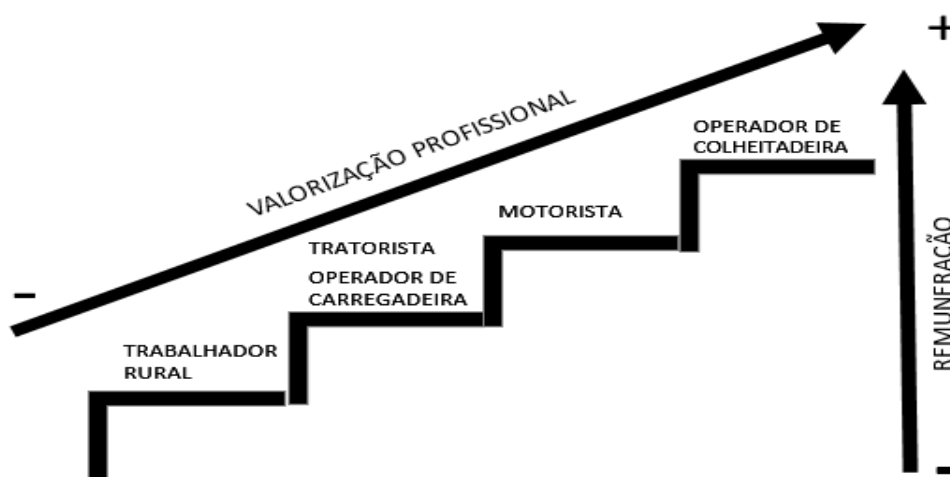 +
VALORIZAÇÃO PROFISSIONAL
OPERADOR DE
COLHEITADEIRA
MOTORISTA
TRATORISTA
OPERADOR DE
CARREGADEIRA
-
TRABALHADOR
RURAL
REMUNERAÇÃO
-